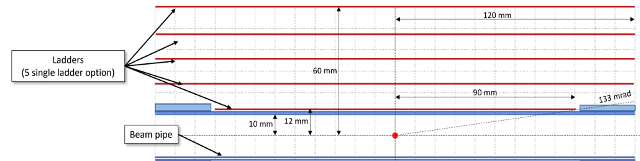 120 mm
Ladders
(5 single ladder option)
60 mm
90 mm
133 mrad
10 mm
12 mm
Beam pipe